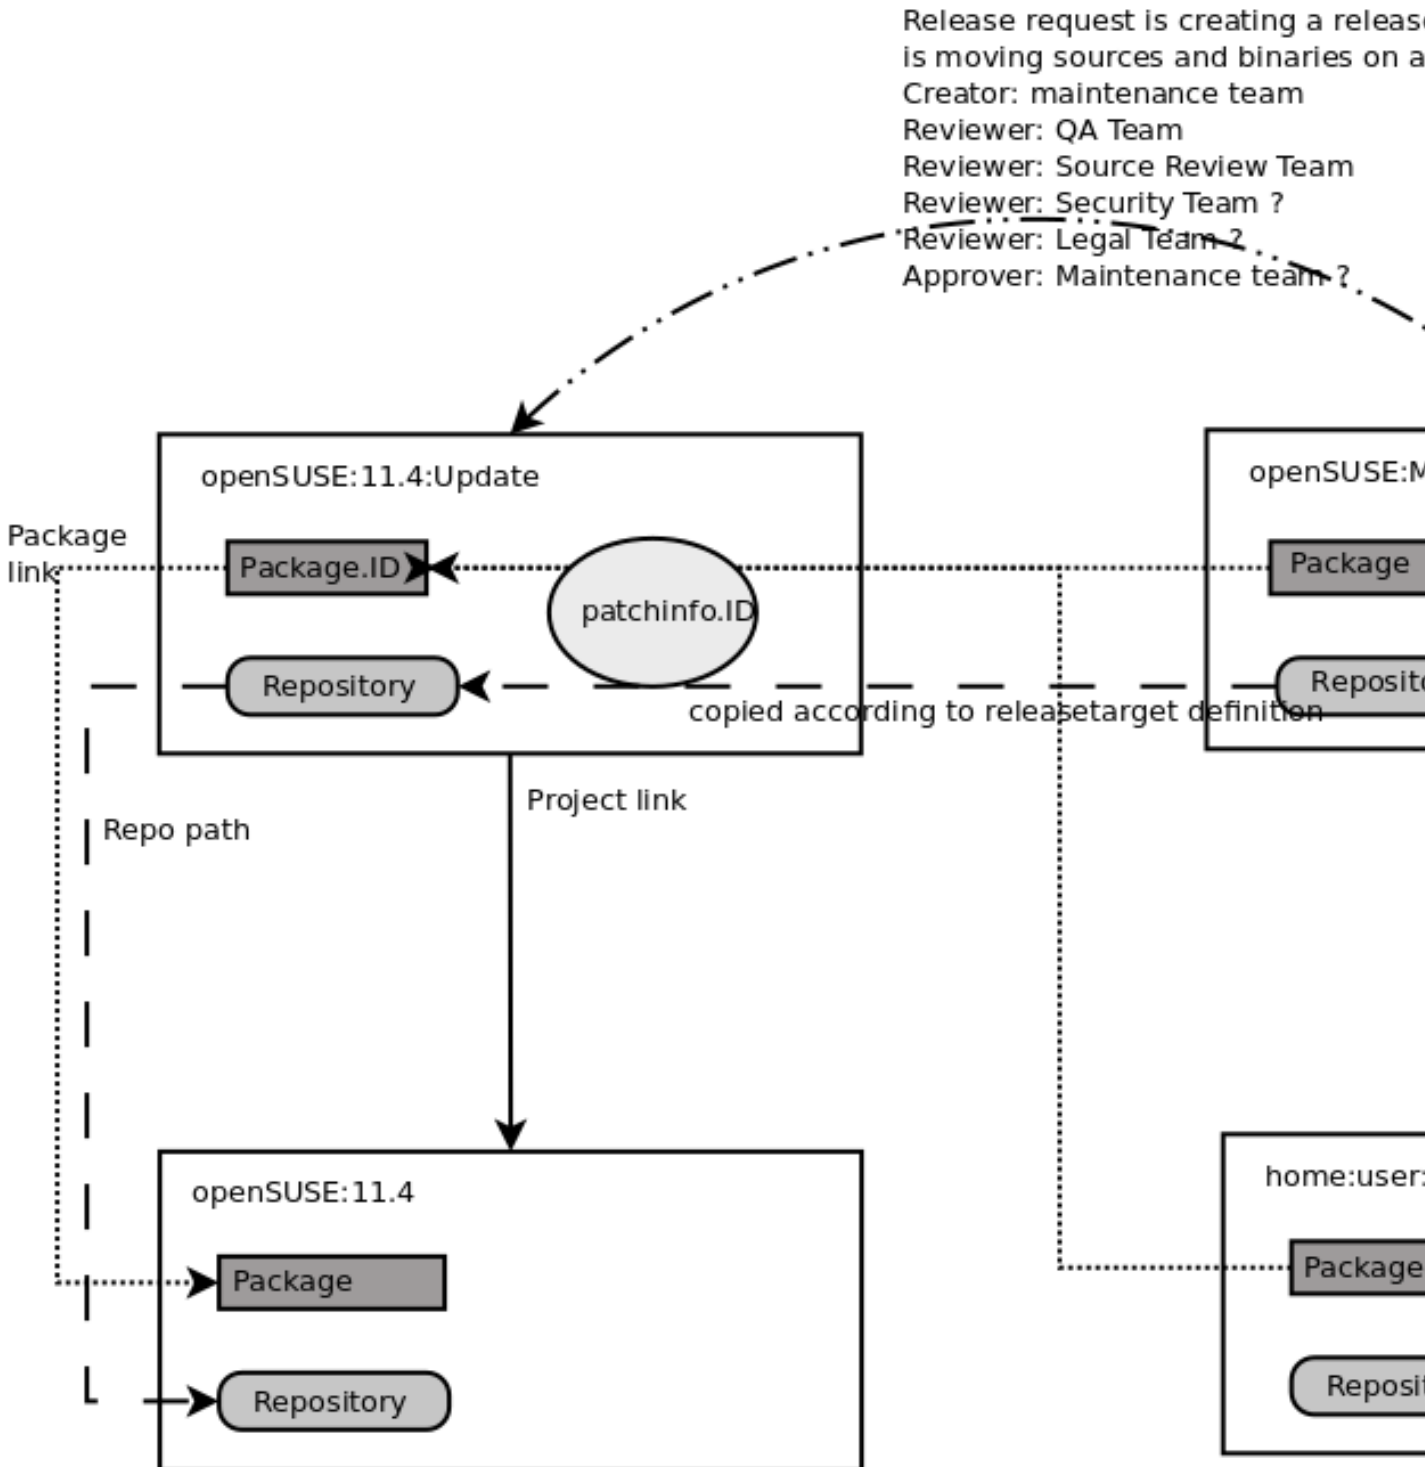 Release request is creating a release
is moving sources and binaries on a
Creator: maintenance team
Reviewer: QA Team
Reviewer: Source Review Team
Reviewer: Security Team ?
Reviewer: Legal Team ?
Approver: Maintenance team ?
openSUSE:11.4:Update
openSUSE:M
Package
link
Package.ID
patchinfo.ID
Package
Repository
Reposito
copied according to releasetarget definition
Project link
Repo path
openSUSE:11.4
home:user:
Package
Package
Repository
Reposit